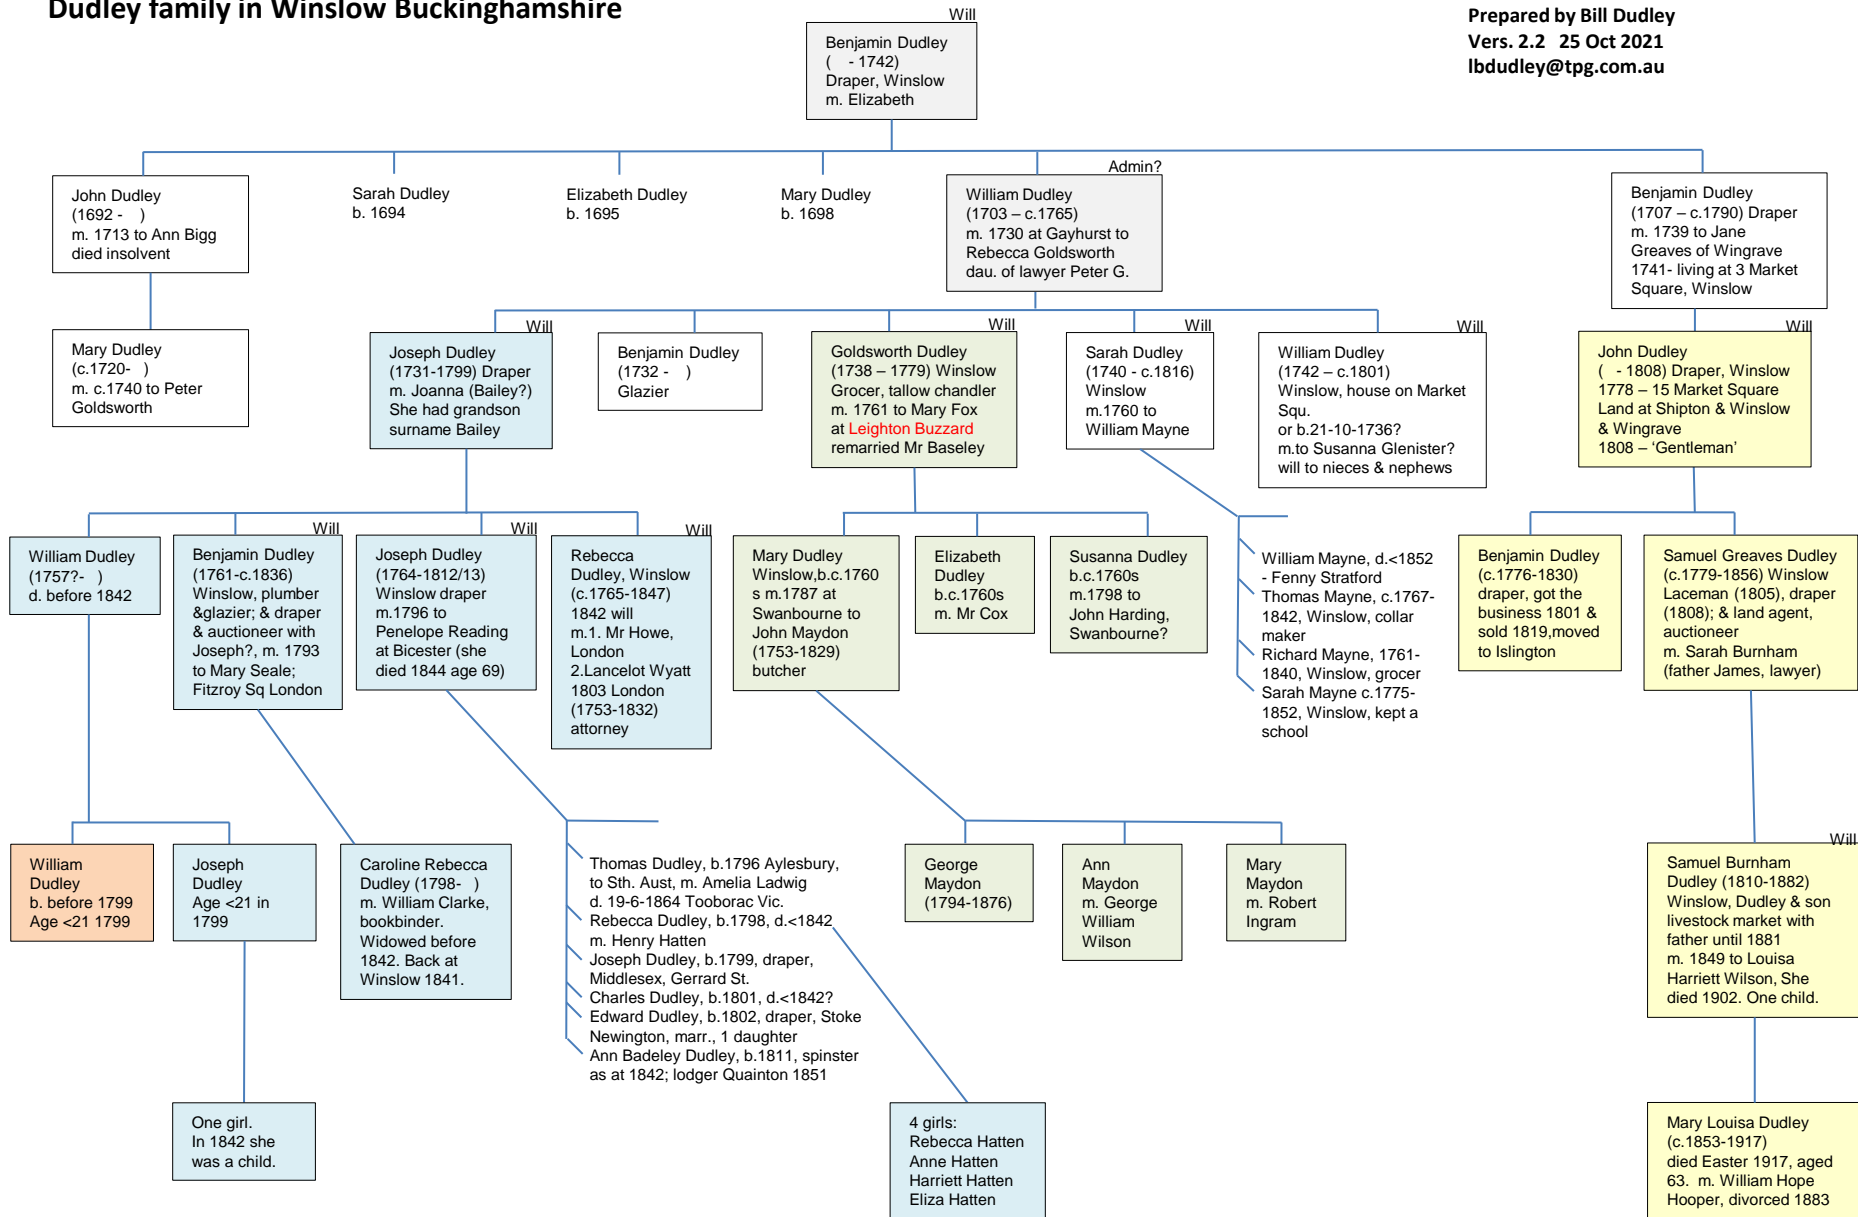 Dudley family in Winslow Buckinghamshire
Prepared by Bill Dudley
Vers. 2.2 25 Oct 2021
lbdudley@tpg.com.au
Will
Benjamin Dudley
( - 1742)
Draper, Winslow
m. Elizabeth
John Dudley
(1692 - )
m. 1713 to Ann Bigg
died insolvent
Sarah Dudley
b. 1694
Elizabeth Dudley
b. 1695
Mary Dudley
b. 1698
Admin?
William Dudley
(1703 – c.1765)
m. 1730 at Gayhurst to
Rebecca Goldsworth
dau. of lawyer Peter G.
Benjamin Dudley
(1707 – c.1790) Draper
m. 1739 to Jane
Greaves of Wingrave
1741- living at 3 Market
Square, Winslow
Mary Dudley
(c.1720- )
m. c.1740 to Peter
Goldsworth
Will
Joseph Dudley
(1731-1799) Draper
m. Joanna (Bailey?)
She had grandson
surname Bailey
Benjamin Dudley
(1732 - )
Glazier
Will
Goldsworth Dudley
(1738 – 1779) Winslow
Grocer, tallow chandler
m. 1761 to Mary Fox
at Leighton Buzzard
remarried Mr Baseley
Will
Sarah Dudley
(1740 - c.1816)
Winslow
m.1760 to
William Mayne
Will
William Dudley
(1742 – c.1801)
Winslow, house on Market
Squ.
or b.21-10-1736?
m.to Susanna Glenister?
will to nieces & nephews
Will
John Dudley
( - 1808) Draper, Winslow
1778 – 15 Market Square
Land at Shipton & Winslow
& Wingrave
1808 – ‘Gentleman’
William Dudley
(1757?- )
d. before 1842
Will
Benjamin Dudley
(1761-c.1836)
Winslow, plumber
&glazier; & draper
& auctioneer with
Joseph?, m. 1793
to Mary Seale;
Fitzroy Sq London
Will
Joseph Dudley
(1764-1812/13)
Winslow draper
m.1796 to
Penelope Reading
at Bicester (she
died 1844 age 69)
Will
Rebecca
Dudley, Winslow
(c.1765-1847)
1842 will
m.1. Mr Howe,
London
2.Lancelot Wyatt
1803 London
(1753-1832)
attorney
Mary Dudley
Winslow,b.c.1760
s m.1787 at
Swanbourne to
John Maydon
(1753-1829)
butcher
Elizabeth
Dudley
b.c.1760s
m. Mr Cox
Susanna Dudley
b.c.1760s
m.1798 to
John Harding,
Swanbourne?
William Mayne, d.<1852
- Fenny Stratford
Thomas Mayne, c.1767-
1842, Winslow, collar
maker
Richard Mayne, 1761-
1840, Winslow, grocer
Sarah Mayne c.1775-
1852, Winslow, kept a
school
Benjamin Dudley
(c.1776-1830)
draper, got the
business 1801 &
sold 1819,moved
to Islington
Samuel Greaves Dudley
(c.1779-1856) Winslow
Laceman (1805), draper
(1808); & land agent,
auctioneer
m. Sarah Burnham
(father James, lawyer)
William
Dudley
b. before 1799
Age <21 1799
Joseph
Dudley
Age <21 in
1799
Caroline Rebecca
Dudley (1798- )
m. William Clarke,
bookbinder.
Widowed before
1842. Back at
Winslow 1841.
Thomas Dudley, b.1796 Aylesbury,
to Sth. Aust, m. Amelia Ladwig
d. 19-6-1864 Tooborac Vic.
Rebecca Dudley, b.1798, d.<1842
m. Henry Hatten
Joseph Dudley, b.1799, draper,
Middlesex, Gerrard St.
Charles Dudley, b.1801, d.<1842?
Edward Dudley, b.1802, draper, Stoke
Newington, marr., 1 daughter
Ann Badeley Dudley, b.1811, spinster
as at 1842; lodger Quainton 1851
George
Maydon
(1794-1876)
Ann
Maydon
m. George
William
Wilson
Mary
Maydon
m. Robert
Ingram
Will
Samuel Burnham
Dudley (1810-1882)
Winslow, Dudley & son
livestock market with
father until 1881
m. 1849 to Louisa
Harriett Wilson, She
died 1902. One child.
One girl.
In 1842 she
was a child.
4 girls:
Rebecca Hatten
Anne Hatten
Harriett Hatten
Eliza Hatten
Mary Louisa Dudley
(c.1853-1917)
died Easter 1917, aged
63. m. William Hope
Hooper, divorced 1883